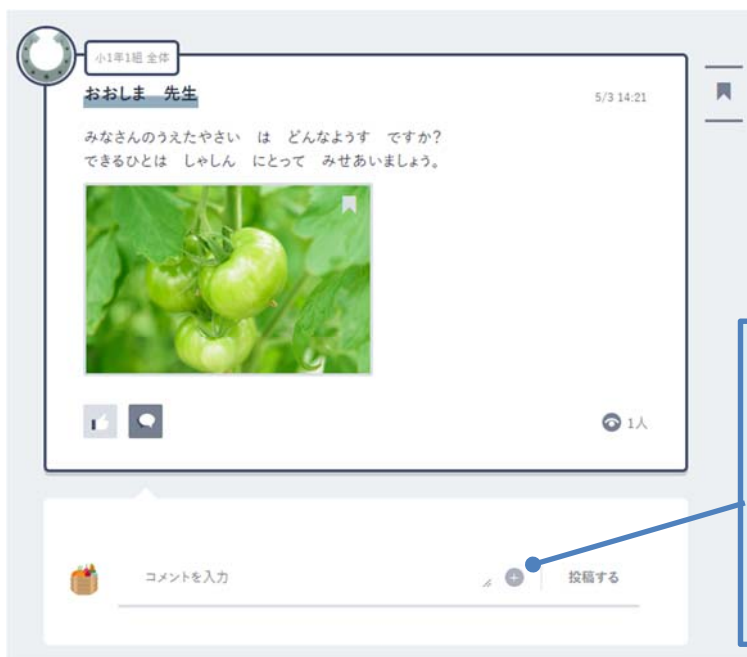 小1年1組 全体
おおしま　先生
5/3 14:21
みなさんのうえたやさい　は　どんなようす　ですか？
できるひとは　しゃしん　にとって　みせあいましょう。
1人
コメントを入力
投稿する